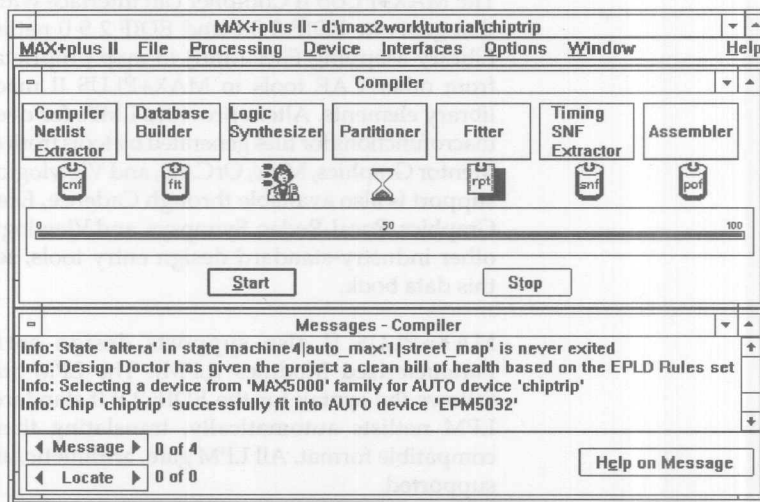 MAX+plus II - d:\max2work\tutorial\chiptrip
MAX+plus II File Processing Device Interfaces Options Window Help
Compiler
Compiler Netlist Extractor
Database Builder
Logic Synthesizer
Partitioner
Fitter
Timing SNF Extractor
Assembler
cnf fit rpt snf pof
0 50 100
Start Stop
Messages - Compiler
Info: State 'altera' in state machine4|auto_max:1|street_map' is never exited
Info: Design Doctor has given the project a clean bill of health based on the EPLD Rules set
Info: Selecting a device from 'MAX5000' family for AUTO device 'chiptrip'
Info: Chip 'chiptrip' successfully fit into AUTO device 'EPM5032'
Message 0 of 4
Locate 0 of 0
Help on Message